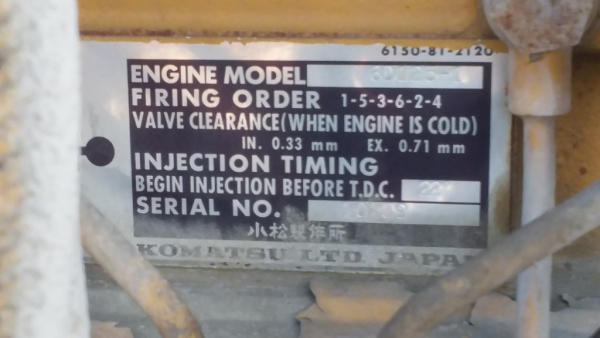 6150-81-2120
ENGINE MODEL
FIRING ORDER 1-5-3-6-2-4
VALVE CLEARANCE(WHEN ENGINE IS COLD)
IN. 0.33 mm EX. 0.71 mm
INJECTION TIMING
BEGIN INJECTION BEFORE T.D.C.
SERIAL NO.
小松製作所
KOMATSU LTD. JAPAN